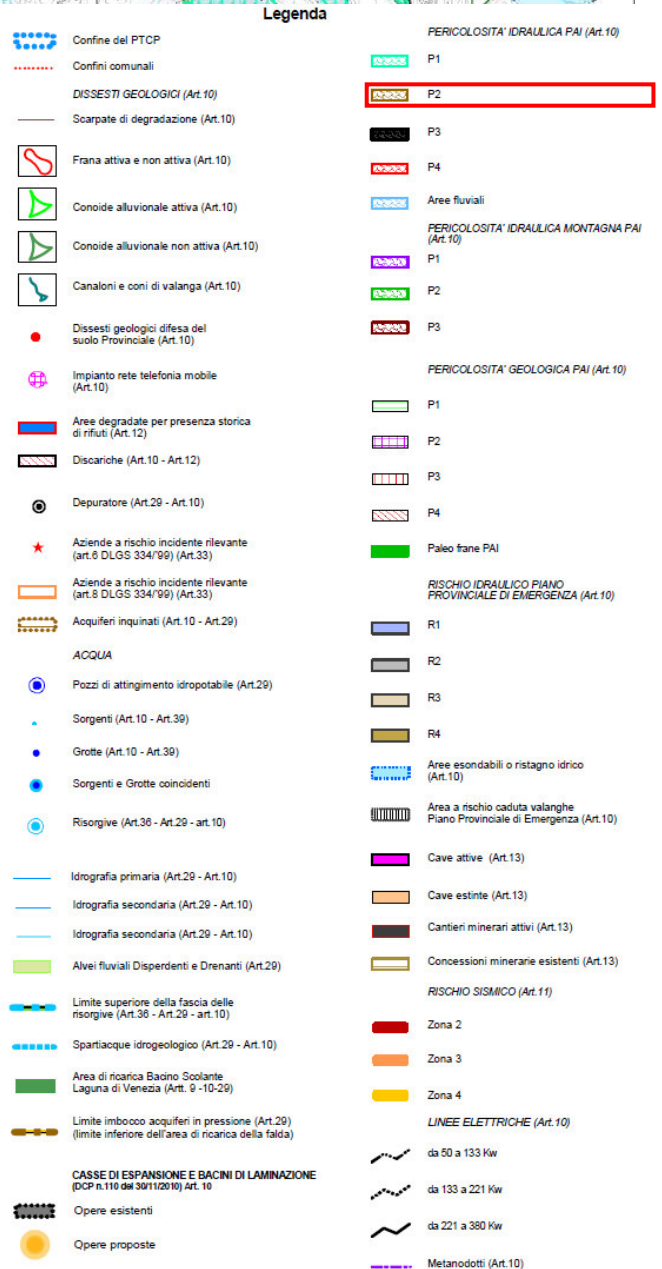 Legenda
Confine del PTCP
Confini comunali
DISSESTI GEOLOGICI (Art.10)
Scarpate di degradazione (Art.10)
Frana attiva e non attiva (Art.10)
Conoide alluvionale attiva (Art.10)
Conoide alluvionale non attiva (Art.10)
Canaloni e coni di valanga (Art.10)
Dissesti geologici difesa del
suolo Provinciale (Art.10)
Impianto rete telefonia mobile
(Art.10)
Aree degradate per presenza storica
di rifiuti (Art.12)
Discariche (Art.10 - Art.12)
Depuratore (Art.29 - Art.10)
Aziende a rischio incidente rilevante
(art.6 DLGS 334/'99) (Art.33)
Aziende a rischio incidente rilevante
(art.8 DLGS 334/'99) (Art.33)
Acquiferi inquinati (Art.10 - Art.29)
ACQUA
Pozzi di attingimento idropotabile (Art.29)
Sorgenti (Art.10 - Art.39)
Grotte (Art.10 - Art.39)
Sorgenti e Grotte coincidenti
Risorgive (Art.36 - Art.29 - art.10)
Idrografia primaria (Art.29 - Art.10)
Idrografia secondaria (Art.29 - Art.10)
Idrografia secondaria (Art.29 - Art.10)
Alvei fluviali Disperdenti e Drenanti (Art.29)
Limite superiore della fascia delle
risorgive (Art.36 - Art.29 - art.10)
Spartiacque idrogeologico (Art.29 - Art.10)
Area di ricarica Bacino Scolante
Laguna di Venezia (Artt. 9 -10-29)
Limite imbocco acquiferi in pressione (Art.29)
(limite inferiore dell'area di ricarica della falda)
CASSE DI ESPANSIONE E BACINI DI LAMINAZIONE
(DCP n.110 del 30/11/2010) Art. 10
Opere esistenti
Opere proposte
PERICOLOSITA' IDRAULICA PAI (Art.10)
P1
P2
P3
P4
Aree fluviali
PERICOLOSITA' IDRAULICA MONTAGNA PAI
(Art.10)
P1
P2
P3
PERICOLOSITA' GEOLOGICA PAI (Art.10)
P1
P2
P3
P4
Paleo frane PAI
RISCHIO IDRAULICO PIANO
PROVINCIALE DI EMERGENZA (Art.10)
R1
R2
R3
R4
Aree esondabili o ristagno idrico
(Art.10)
Area a rischio caduta valanghe
Piano Provinciale di Emergenza (Art.10)
Cave attive (Art.13)
Cave estinte (Art.13)
Cantieri minerari attivi (Art.13)
Concessioni minerarie esistenti (Art.13)
RISCHIO SISMICO (Art.11)
Zona 2
Zona 3
Zona 4
LINEE ELETTRICHE (Art.10)
da 50 a 133 Kw
da 133 a 221 Kw
da 221 a 380 Kw
Metanodotti (Art.10)